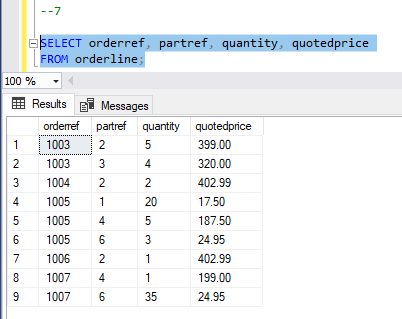 --7
SELECT orderref, partref, quantity, quotedprice
FROM orderline;
100 %
Results Messages
orderref partref quantity quotedprice
1 1003 2 5 399.00
2 1003 3 4 320.00
3 1004 2 2 402.99
4 1005 1 20 17.50
5 1005 4 5 187.50
6 1005 6 3 24.95
7 1006 2 1 402.99
8 1007 4 1 199.00
9 1007 6 35 24.95